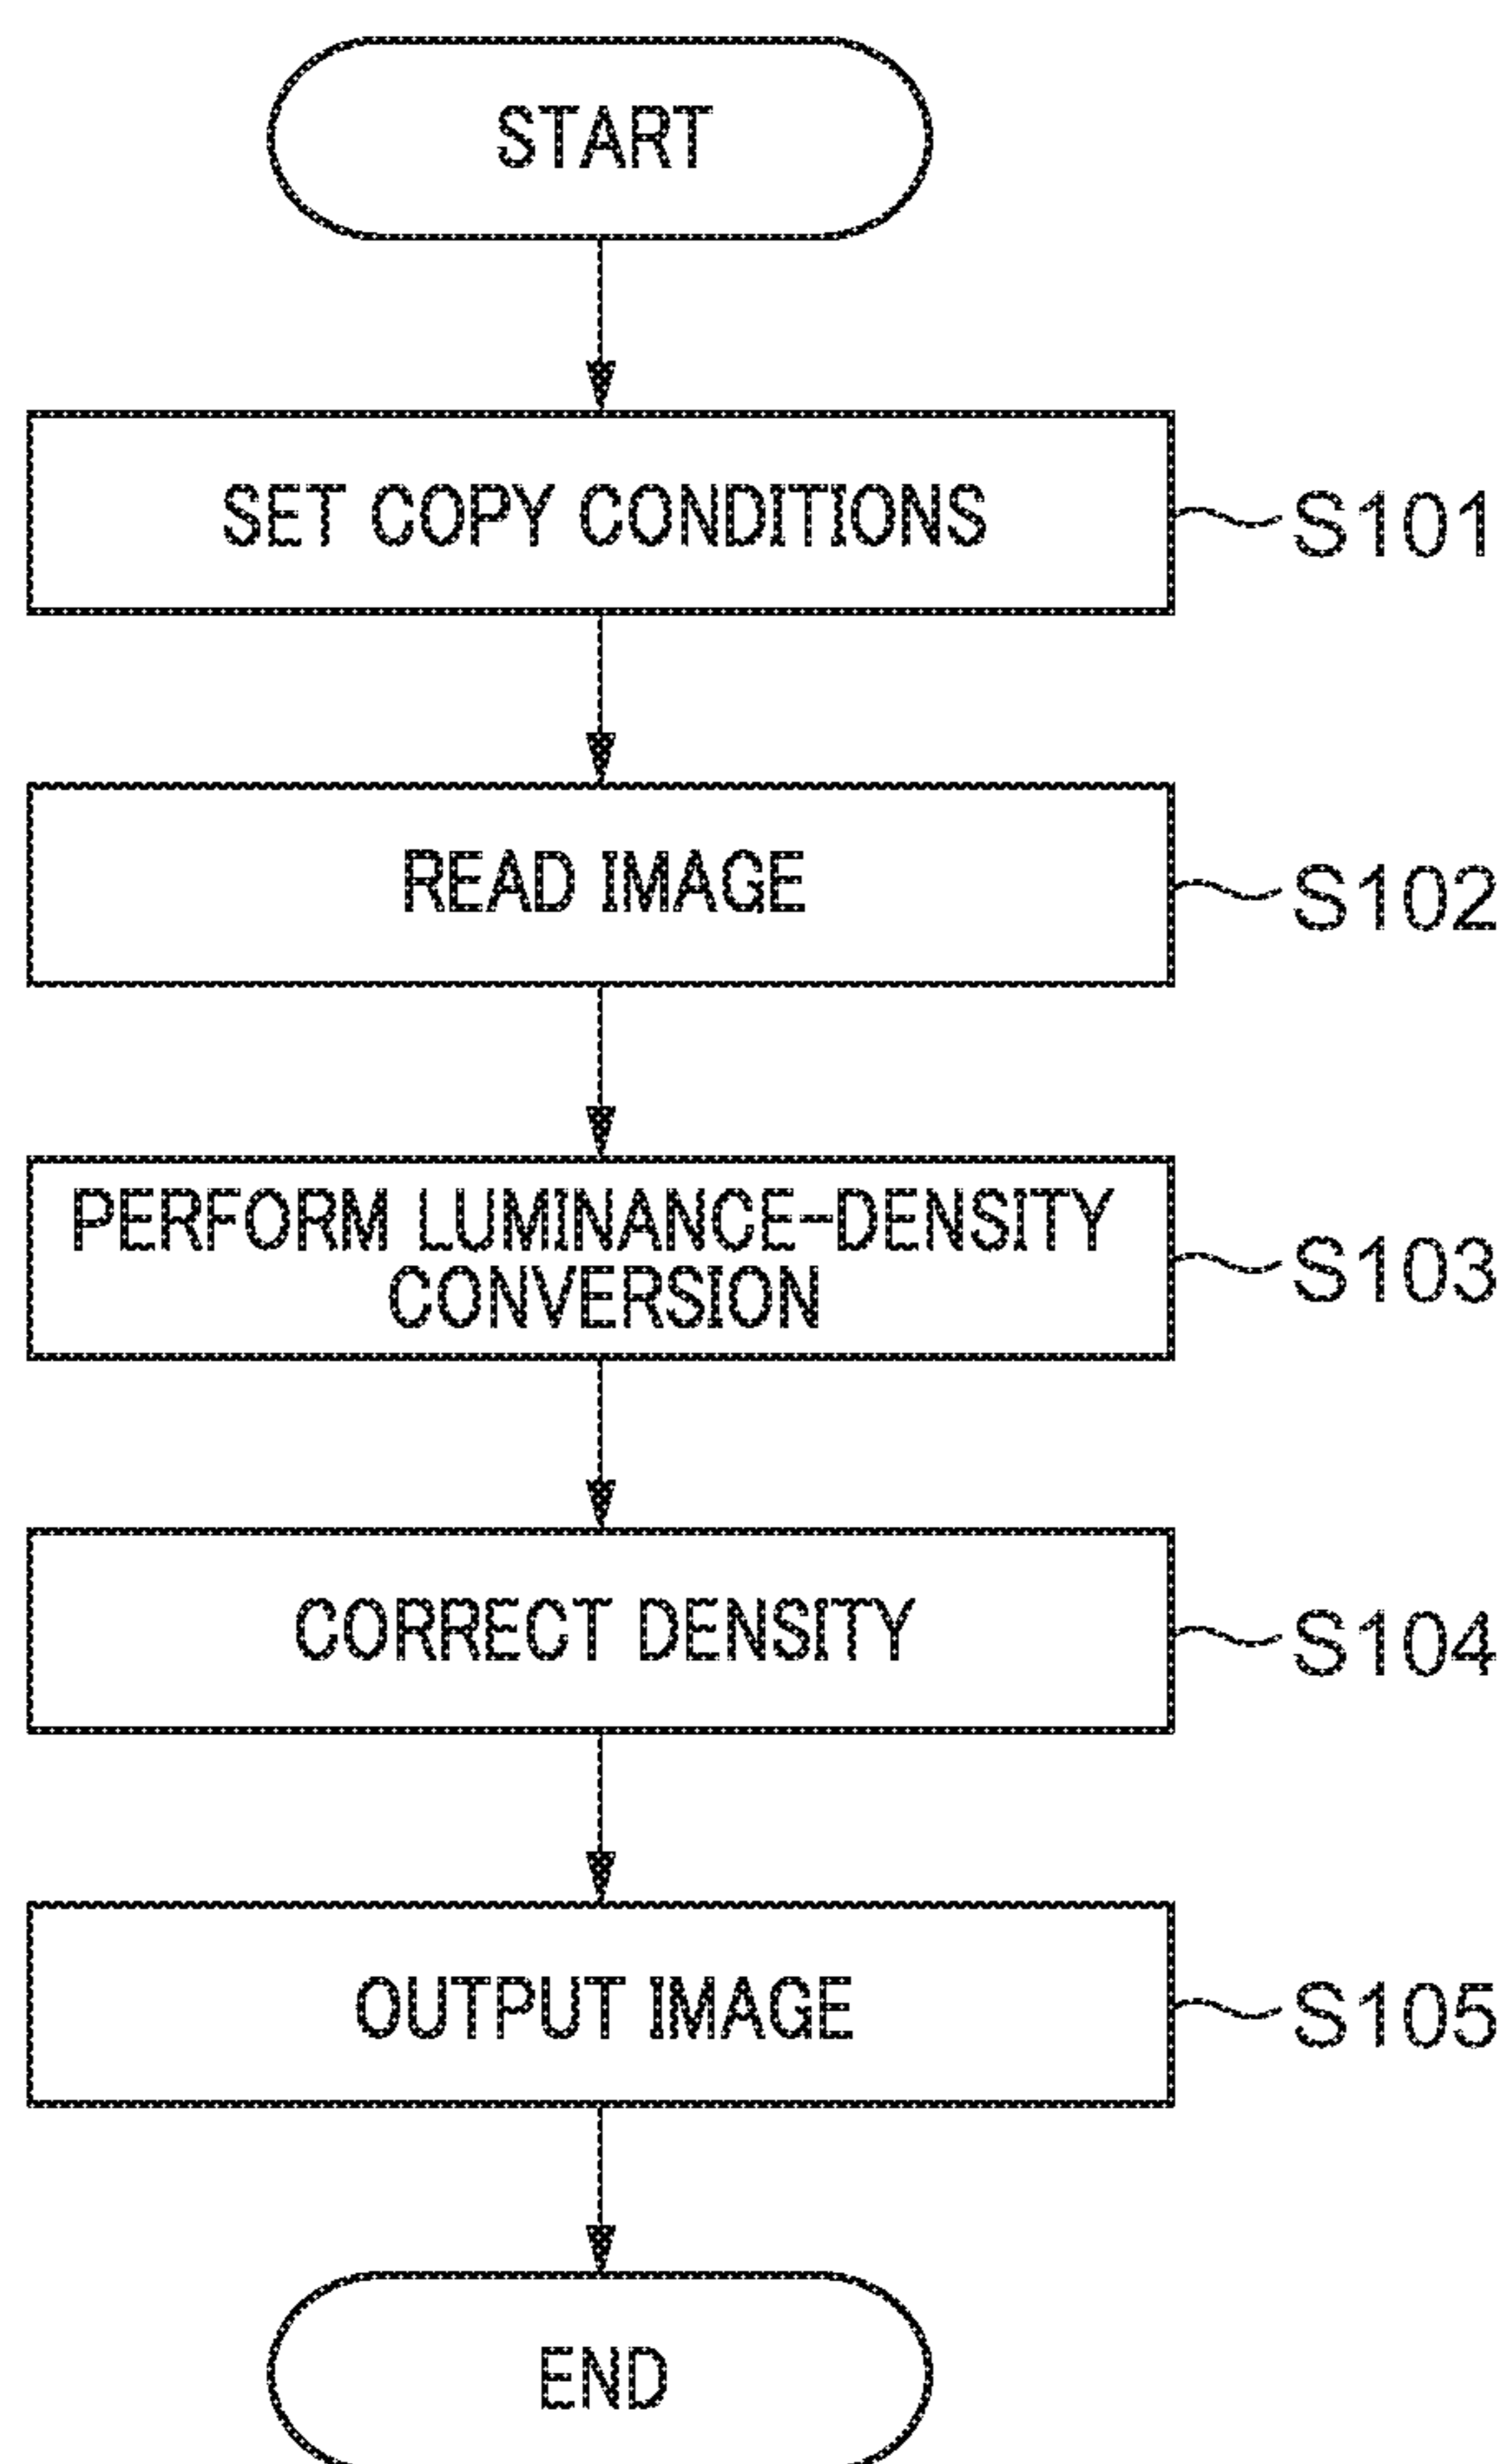 START
SET COPY CONDITIONS
S101
READ IMAGE
S102
PERFORM LUMINANCE-DENSITY
CONVERSION
S103
CORRECT DENSITY
S104
OUTPUT IMAGE
S105
END